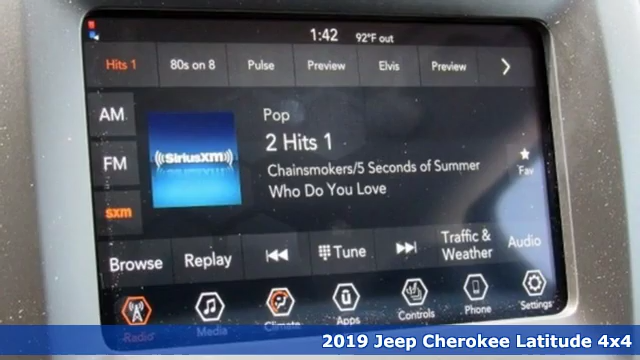 1:42 92°F out
Hits 1 80s on 8 Pulse Preview Elvis Preview
AM
Pop
2 Hits 1
((SiriusXM))
FM
Chainsmokers/5 Seconds of Summer
Fav
Who Do You Love
sxm
Browse Replay Tune Traffic & Weather Audio
Radio Media Climate Apps Controls Phone Settings
2019 Jeep Cherokee Latitude 4x4